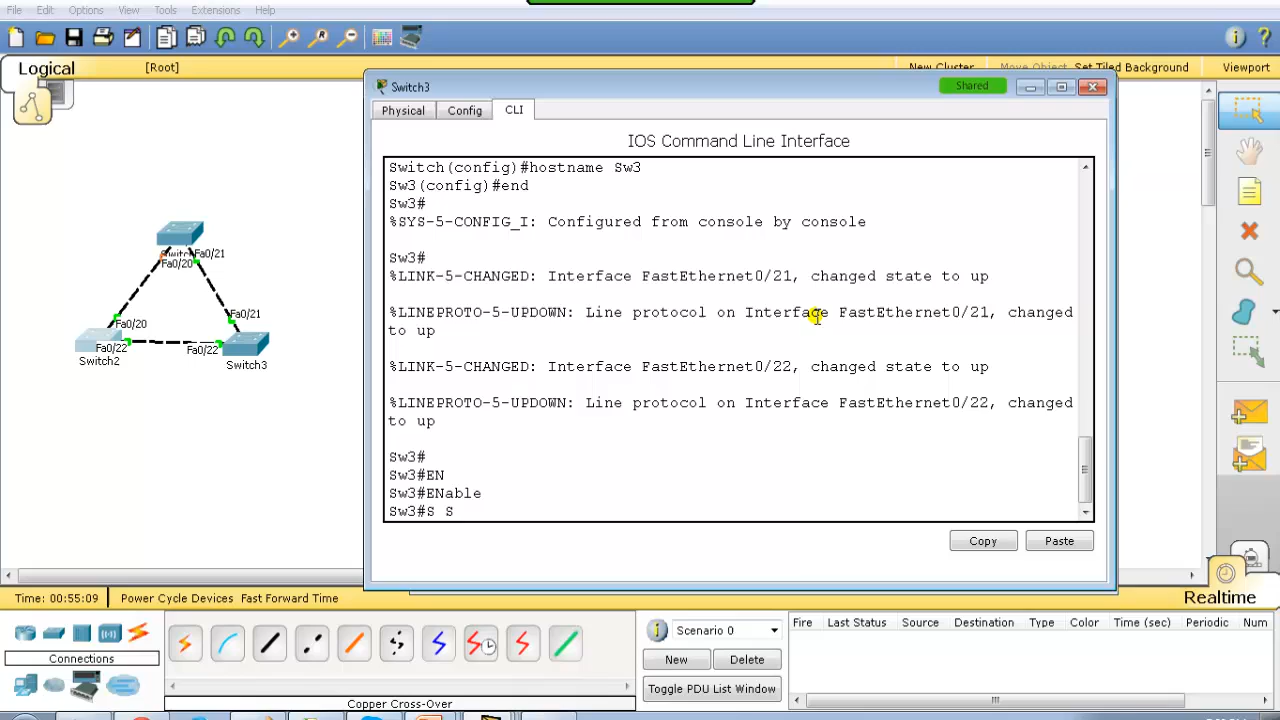 File Edit Options View Tools Extensions Help
Logical
[Root]
New Cluster
Move Object
Set Tiled Background
Viewport
Switch3
Shared
Physical
Config
CLI
IOS Command Line Interface
Switch(config)#hostname Sw3
Sw3(config)#end
Sw3#
%SYS-5-CONFIG_I: Configured from console by console
Sw3#
%LINK-5-CHANGED: Interface FastEthernet0/21, changed state to up
%LINEPROTO-5-UPDOWN: Line protocol on Interface FastEthernet0/21, changed
to up
%LINK-5-CHANGED: Interface FastEthernet0/22, changed state to up
%LINEPROTO-5-UPDOWN: Line protocol on Interface FastEthernet0/22, changed
to up
Sw3#
Sw3#EN
Sw3#ENable
Sw3#S S
Copy
Paste
Fa0/21
Fa0/20
Fa0/21
Fa0/20
Fa0/22
Fa0/22
Switch2
Switch3
Time: 00:55:09
Power Cycle Devices Fast Forward Time
Realtime
Connections
Copper Cross-Over
Scenario 0
New
Delete
Toggle PDU List Window
Fire Last Status Source Destination Type Color Time (sec) Periodic Num